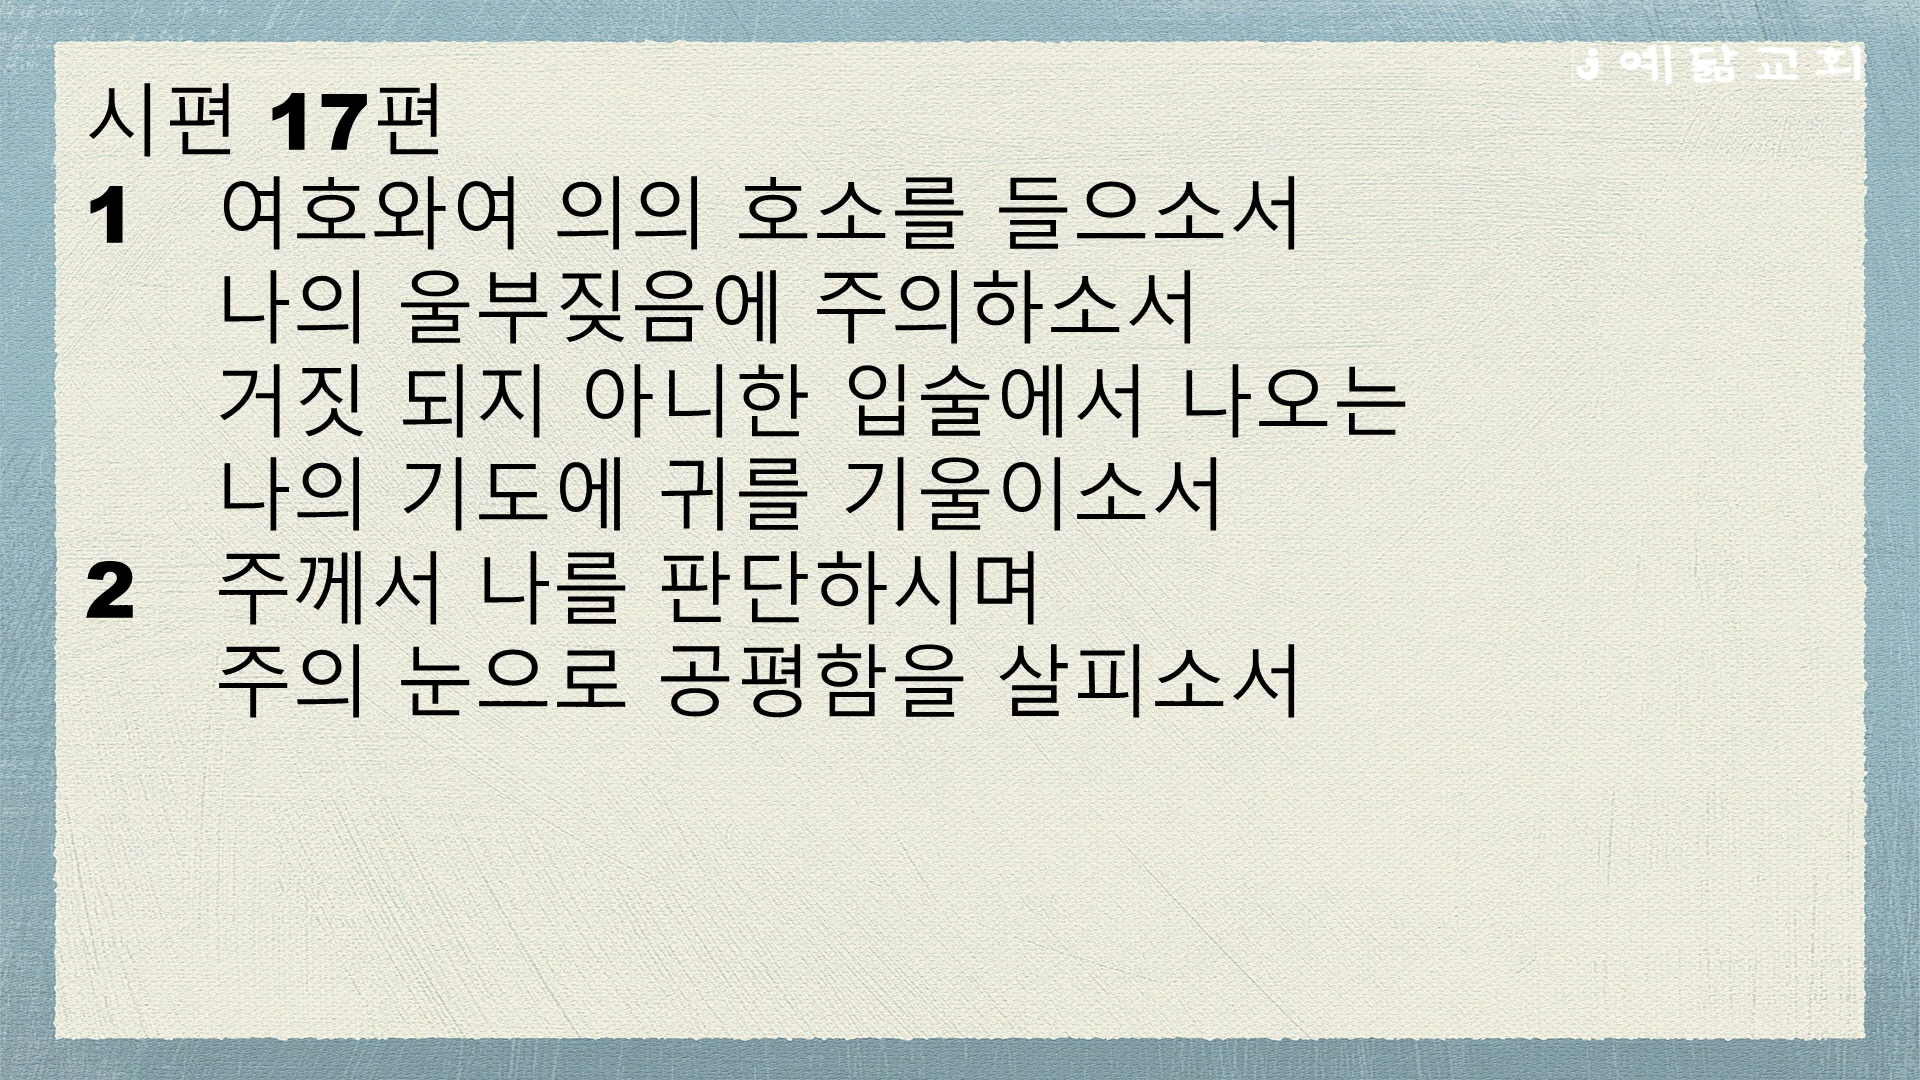 j 예닮교회
시편 17편
1 여호와여 의의 호소를 들으소서
나의 울부짖음에 주의하소서
거짓 되지 아니한 입술에서 나오는
나의 기도에 귀를 기울이소서
2 주께서 나를 판단하시며
주의 눈으로 공평함을 살피소서